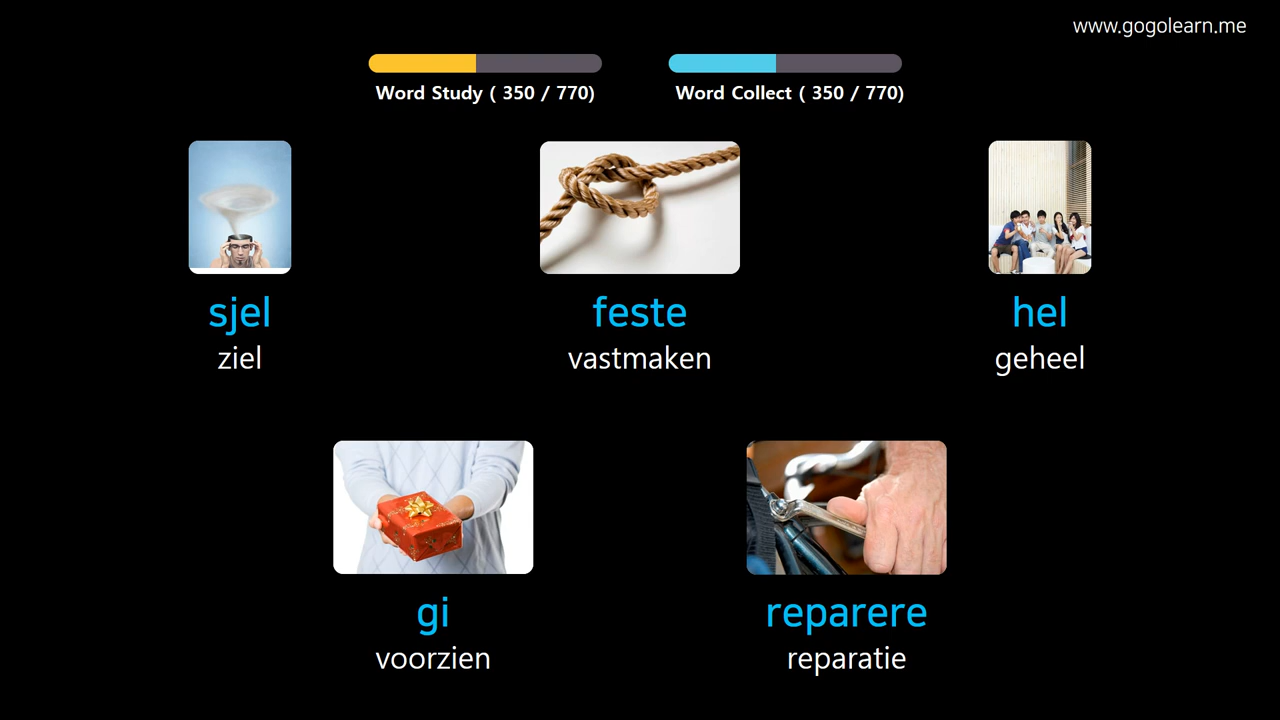 www.gogolearn.me
Word Study ( 350 / 770)
Word Collect ( 350 / 770)
sjel
ziel
feste
vastmaken
hel
geheel
gi
voorzien
reparere
reparatie